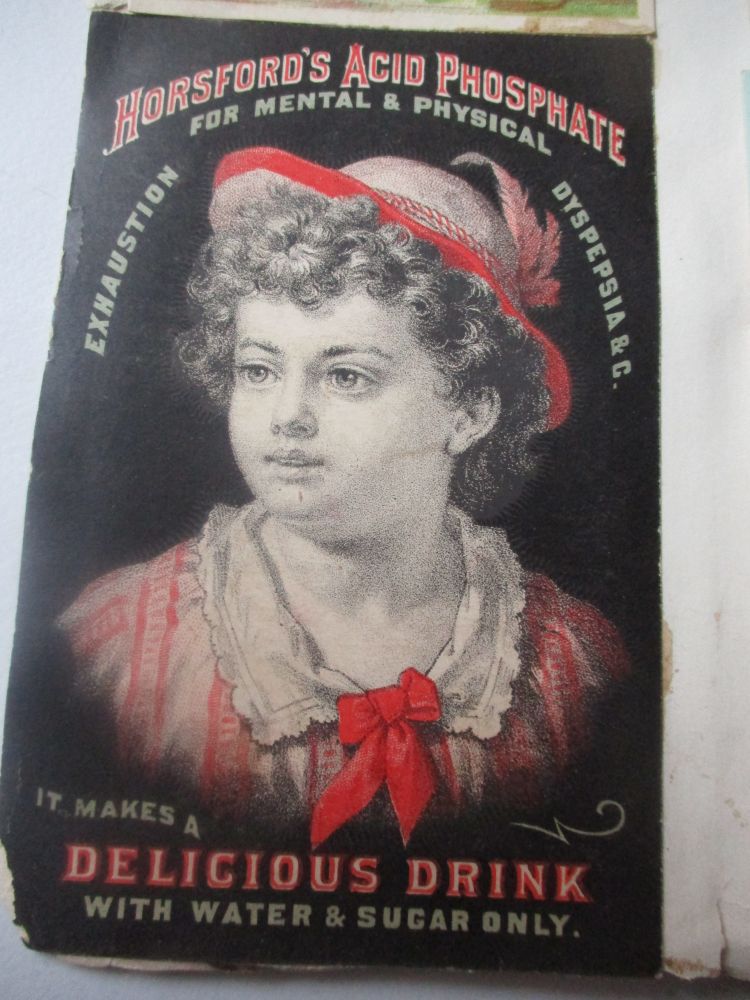 HORSFORD'S ACID PHOSPHATE
FOR MENTAL & PHYSICAL
EXHAUSTION
DYSPEPSIA & C.
IT MAKES A
DELICIOUS DRINK
WITH WATER & SUGAR ONLY.